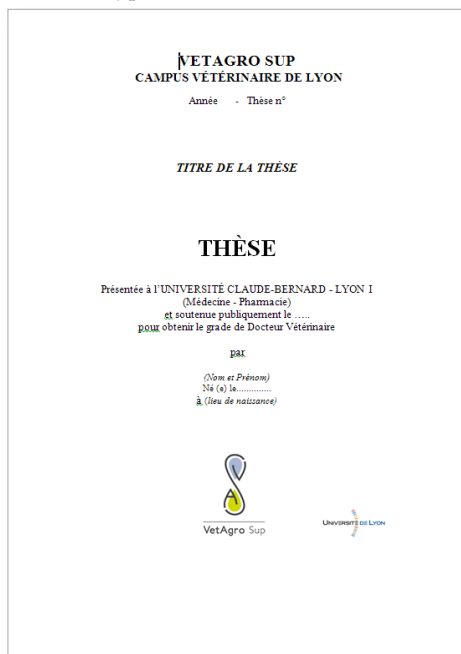 VETAGRO SUP
CAMPUS VÉTÉRINAIRE DE LYON
Année - Thèse n°
TITRE DE LA THÈSE
THÈSE
Présentée à l'UNIVERSITÉ CLAUDE-BERNARD - LYON I
(Médecine - Pharmacie)
et soutenue publiquement le …..
pour obtenir le grade de Docteur Vétérinaire
par
(Nom et Prénom)
Né (e) le..............
à (lieu de naissance)
VA
VetAgro Sup
UNIVERSITÉ DE LYON